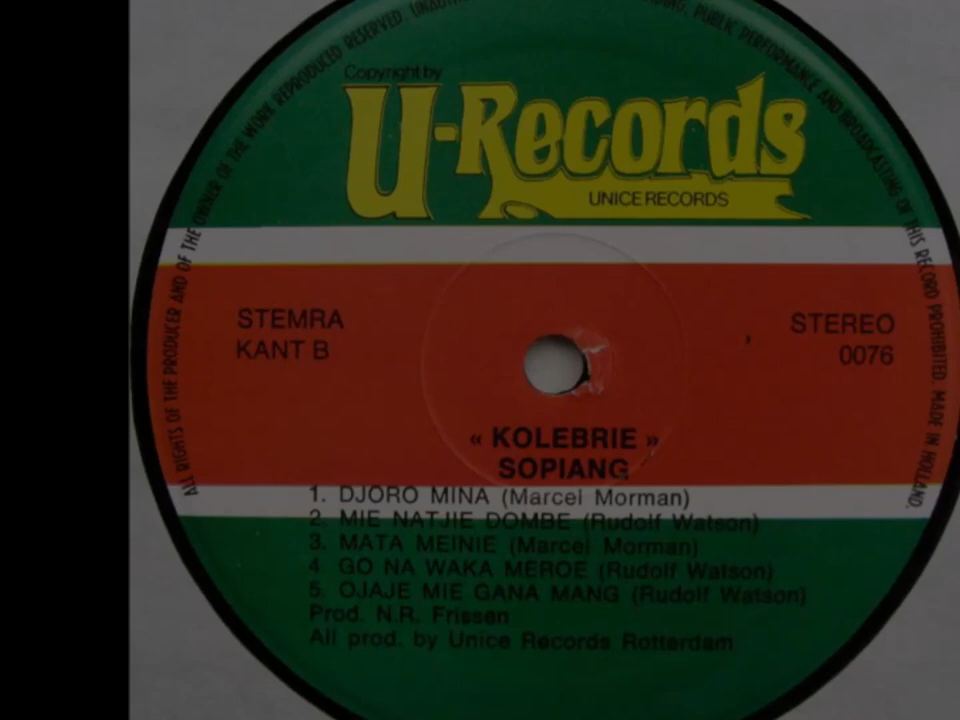 ALL RIGHTS OF THE PRODUCER AND OF THE OWNER OF THE WORK REPRODUCED RESERVED. PUBLIC PERFORMANCE AND BROADCASTING OF THIS RECORD PROHIBITED. MADE IN HOLLAND.
Copyright by
U-Records
UNICE RECORDS
STEMRA
KANT B
STEREO
0076
« KOLEBRIE »
SOPIANG
1. DJORO MINA (Marcel Morman)
2. MIE NATJIE DOMBE (Rudolf Watson)
3. MATA MEINIE (Marcel Morman)
4. GO NA WAKA MEROE (Rudolf Watson)
5. OJAJE MIE GANA MANG (Rudolf Watson)
Prod. N.R. Frissen
All prod. by Unice Records Rotterdam